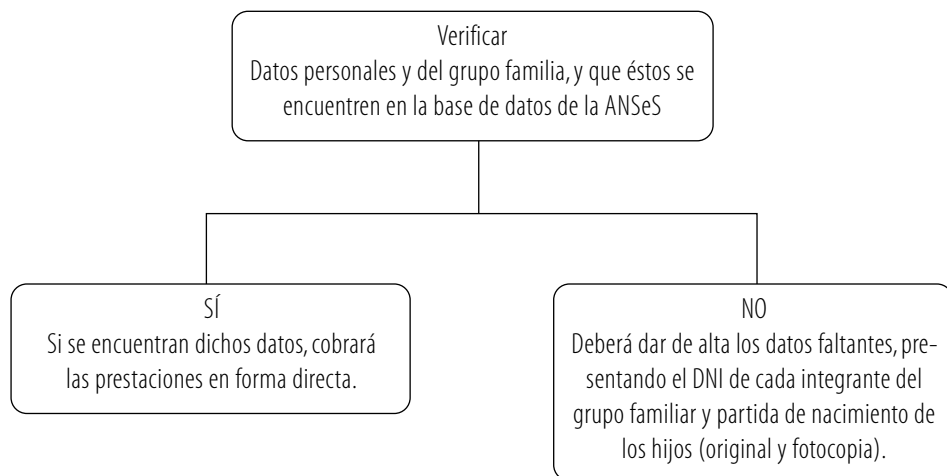 Verificar
Datos personales y del grupo familia, y que éstos se
encuentren en la base de datos de la ANSeS
SÍ
Si se encuentran dichos datos, cobrará
las prestaciones en forma directa.
NO
Deberá dar de alta los datos faltantes, pre-
sentando el DNI de cada integrante del
grupo familiar y partida de nacimiento de
los hijos (original y fotocopia).